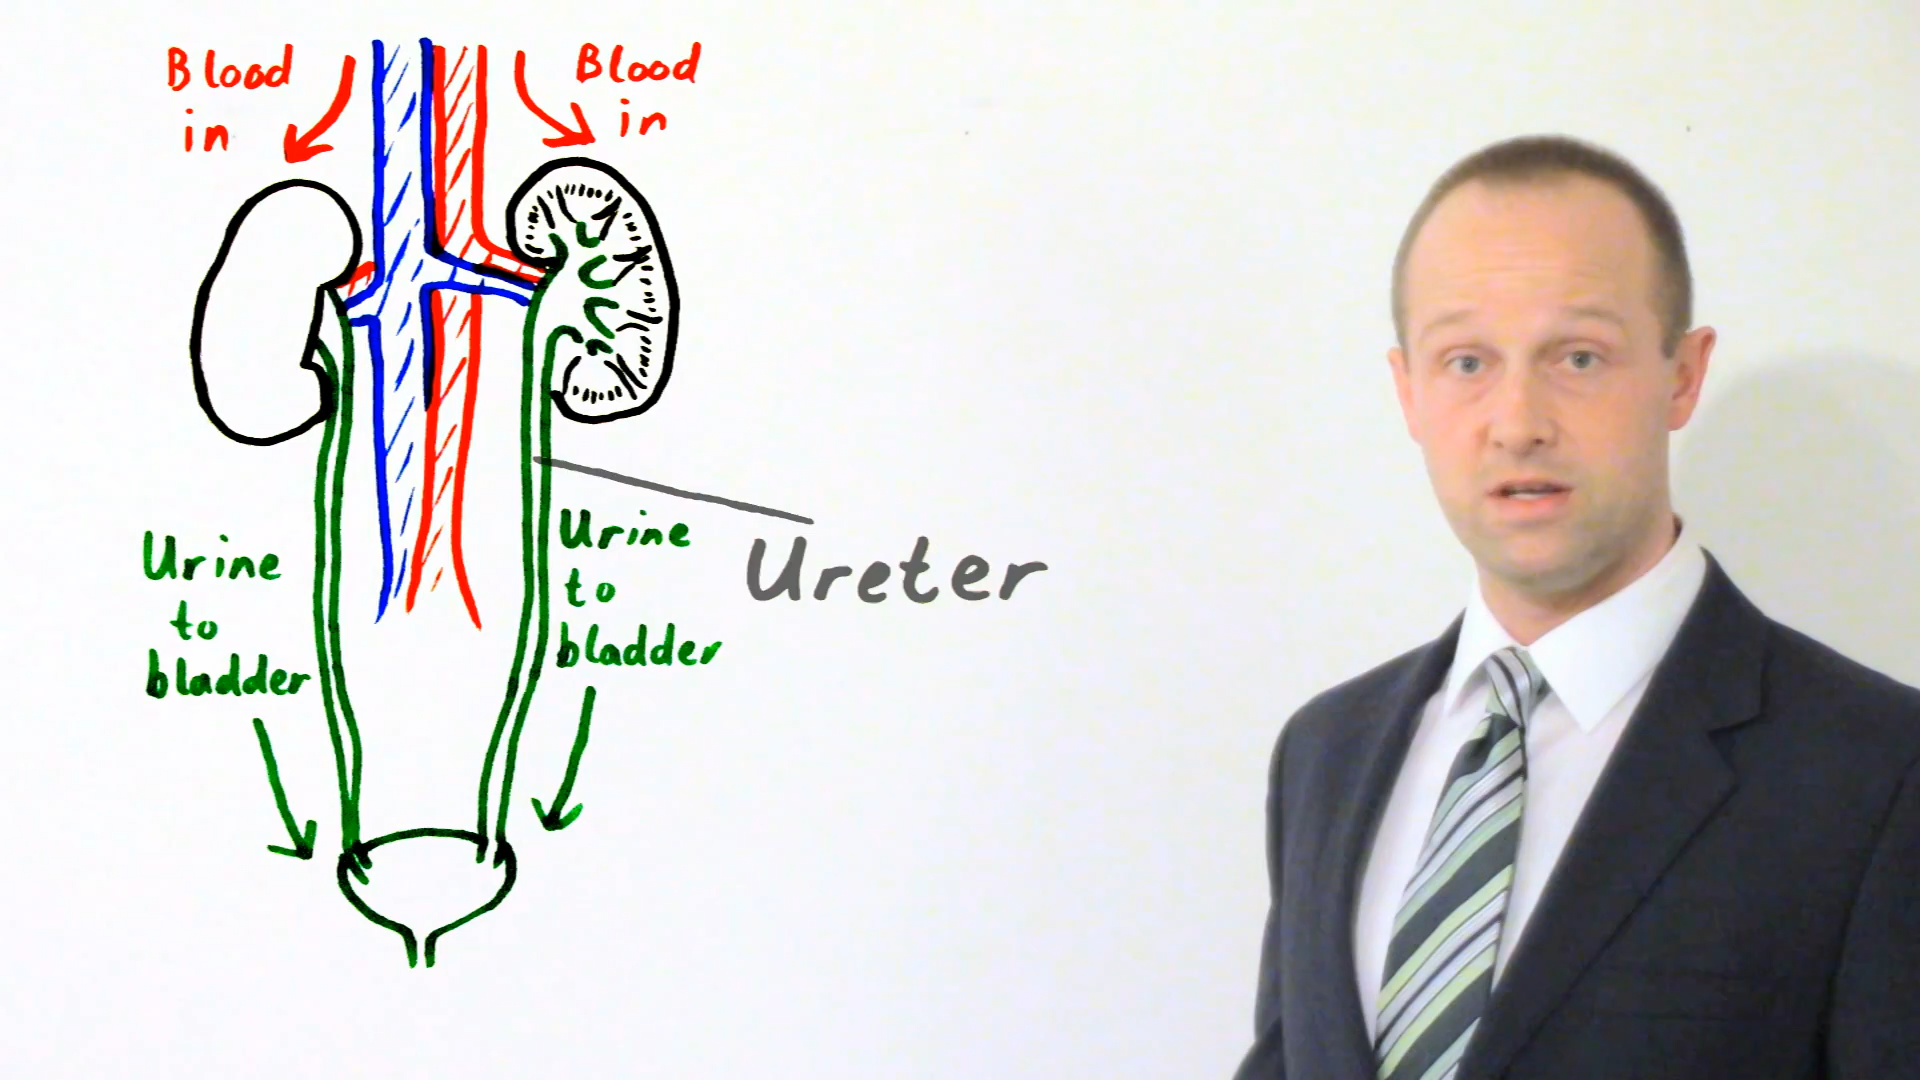 Blood
in
Blood
in
Urine
to
bladder
Urine
to
bladder
Ureter